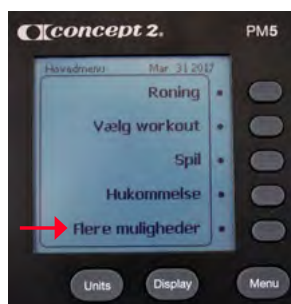 concept 2. PM5
Hovedmenu Mar. 31 2017
Roning
Vælg workout
Spil
Hukommelse
Flere muligheder
Units Display Menu